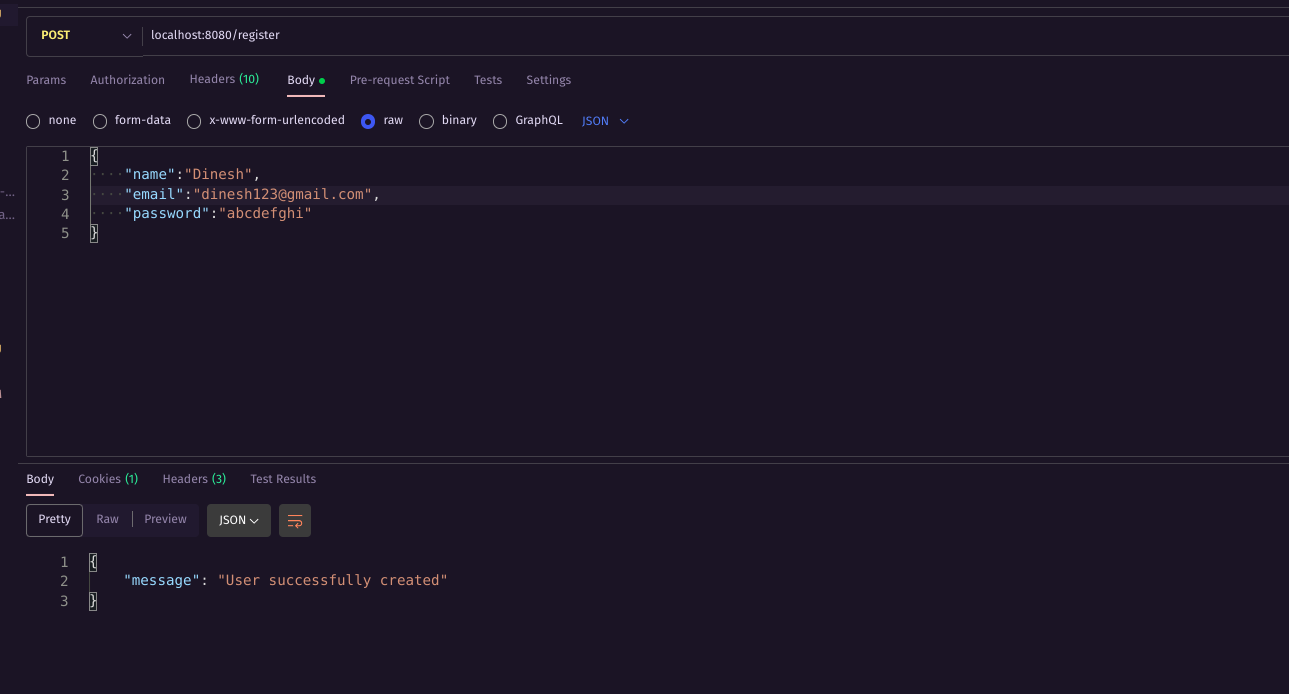 POST localhost:8080/register
Params Authorization Headers (10) Body Pre-request Script Tests Settings
none form-data x-www-form-urlencoded raw binary GraphQL JSON
1 {
2 ····"name":"Dinesh",
3 ····"email":"dinesh123@gmail.com",
4 ····"password":"abcdefghi"
5 }
Body Cookies (1) Headers (3) Test Results
Pretty Raw Preview JSON
1 {
2 "message": "User successfully created"
3 }